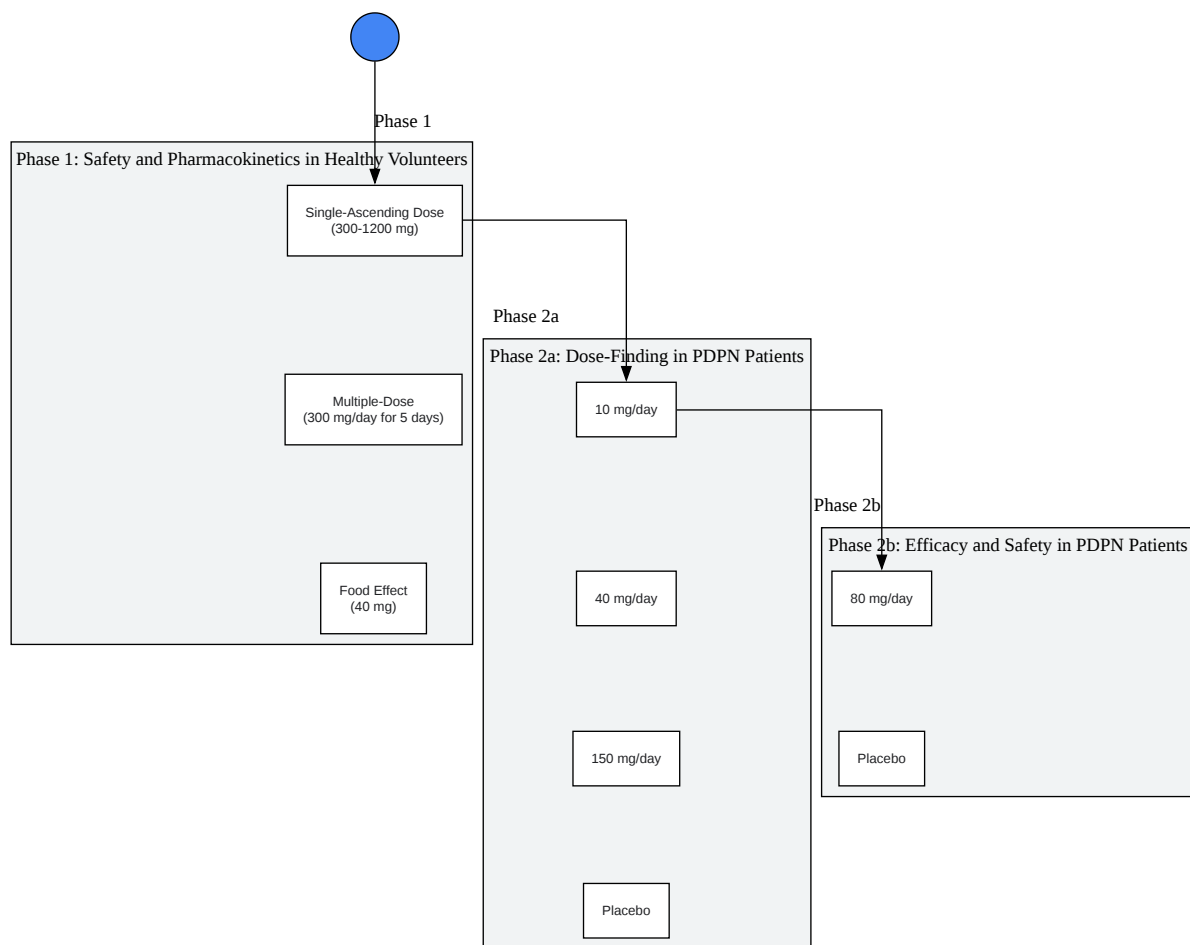 Phase 1
Phase 1: Safety and Pharmacokinetics in Healthy Volunteers
Single-Ascending Dose
(300-1200 mg)
Multiple-Dose
(300 mg/day for 5 days)
Food Effect
(40 mg)
Phase 2a
Phase 2a: Dose-Finding in PDPN Patients
10 mg/day
40 mg/day
150 mg/day
Placebo
Phase 2b
Phase 2b: Efficacy and Safety in PDPN Patients
80 mg/day
Placebo